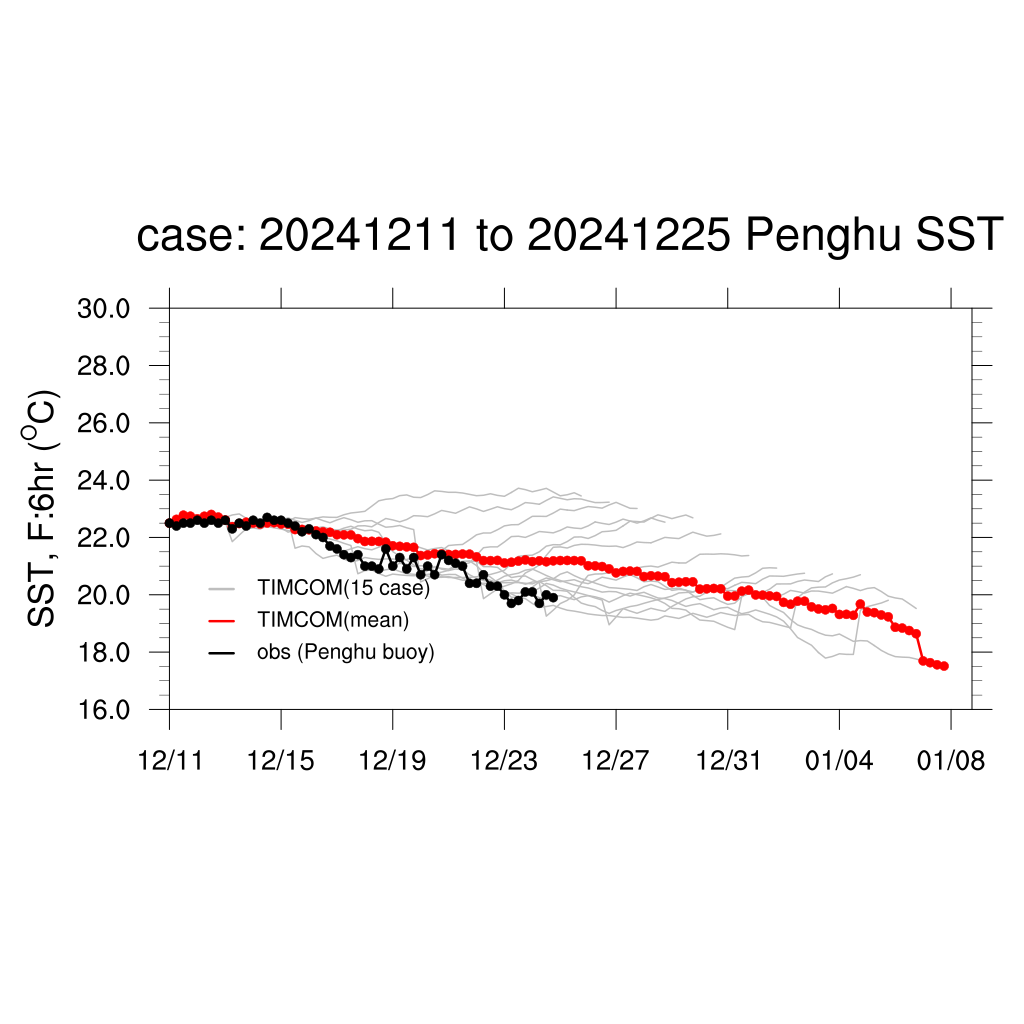 case: 20241211 to 20241225 Penghu SST
30.0
28.0
26.0
24.0
22.0
20.0
18.0
16.0
SST, F:6hr (°C)
TIMCOM(15 case)
TIMCOM(mean)
obs (Penghu buoy)
12/11 12/15 12/19 12/23 12/27 12/31 01/04 01/08